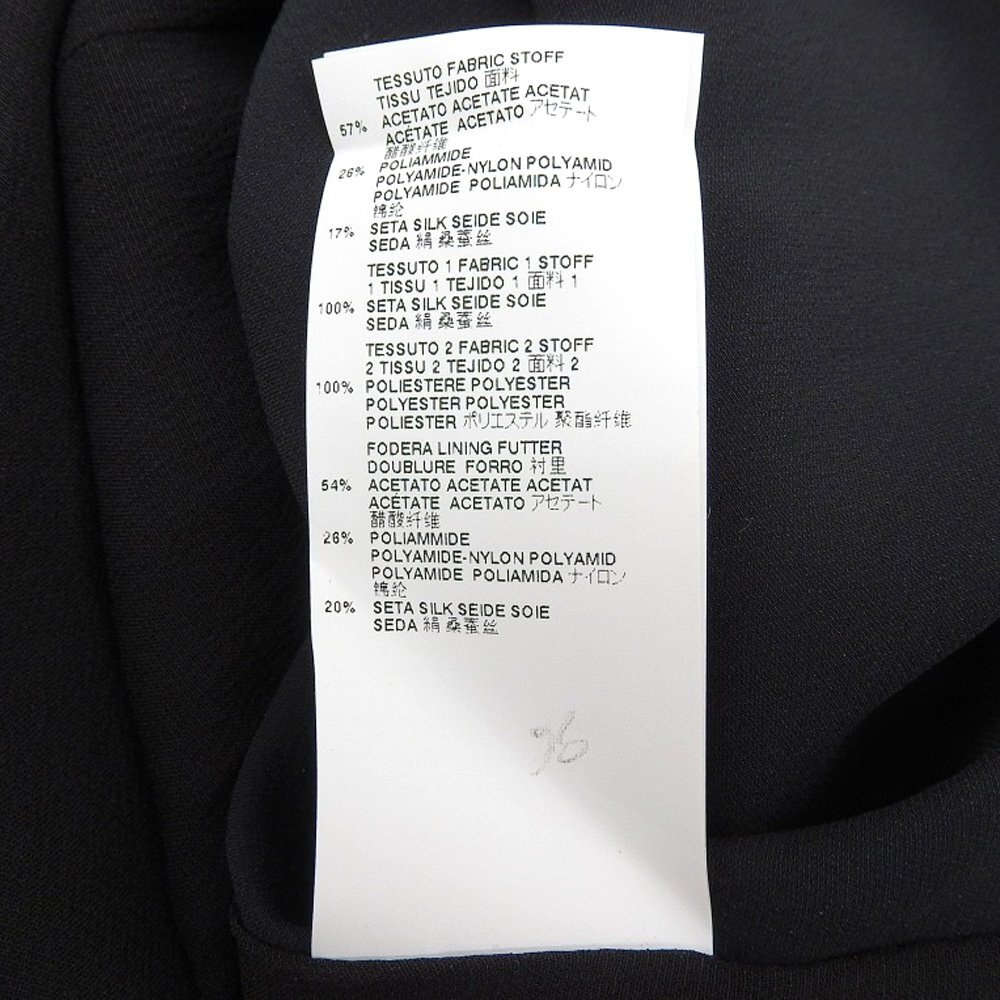 TESSUTO FABRIC STOFF
TISSU TEJIDO 面料
57% ACETATO ACETATE ACETAT
ACÉTATE ACETATO アセテート
醋酸纤维
26% POLIAMMIDE
POLYAMIDE-NYLON POLYAMID
POLYAMIDE POLIAMIDA ナイロン
锦纶
17% SETA SILK SEIDE SOIE
SEDA 絹 桑蚕丝
TESSUTO 1 FABRIC 1 STOFF
1 TISSU 1 TEJIDO 1 面料 1
100% SETA SILK SEIDE SOIE
SEDA 絹 桑蚕丝
TESSUTO 2 FABRIC 2 STOFF
2 TISSU 2 TEJIDO 2 面料 2
100% POLIESTERE POLYESTER
POLYESTER POLYESTER
POLIESTER ポリエステル 聚酯纤维
FODERA LINING FUTTER
DOUBLURE FORRO 衬里
54% ACETATO ACETATE ACETAT
ACÉTATE ACETATO アセテート
醋酸纤维
26% POLIAMMIDE
POLYAMIDE-NYLON POLYAMID
POLYAMIDE POLIAMIDA ナイロン
锦纶
20% SETA SILK SEIDE SOIE
SEDA 絹 桑蚕丝